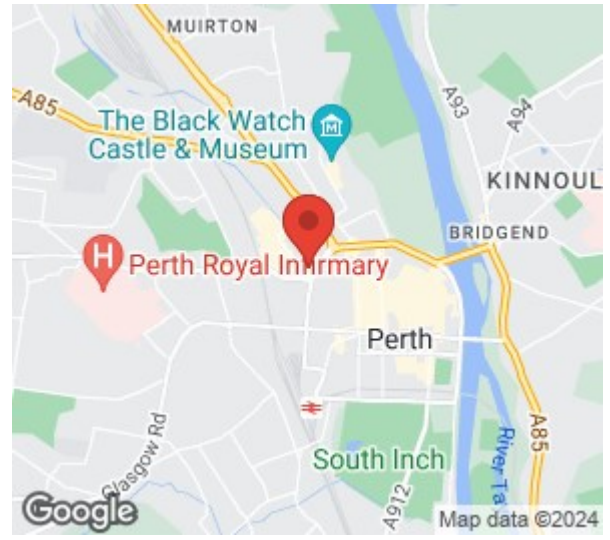 MUIRTON
A85
The Black Watch
Castle & Museum
A93
A94
KINNOUL
BRIDGEND
H
Perth Royal Infirmary
Perth
Glasgow Rd
South Inch
A912
A85
River Ta
Google
Map data ©2024